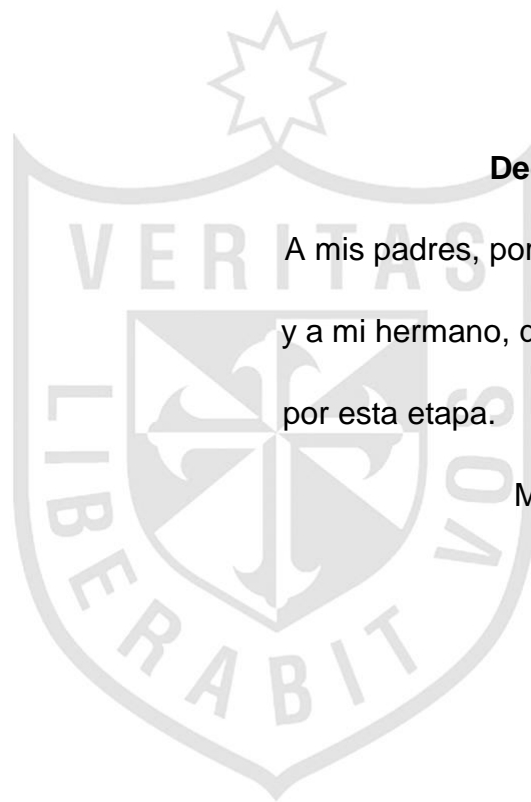 De
A mis padres, por
y a mi hermano,
por esta etapa.
M
VERITAS
LIBERABIT
VOS